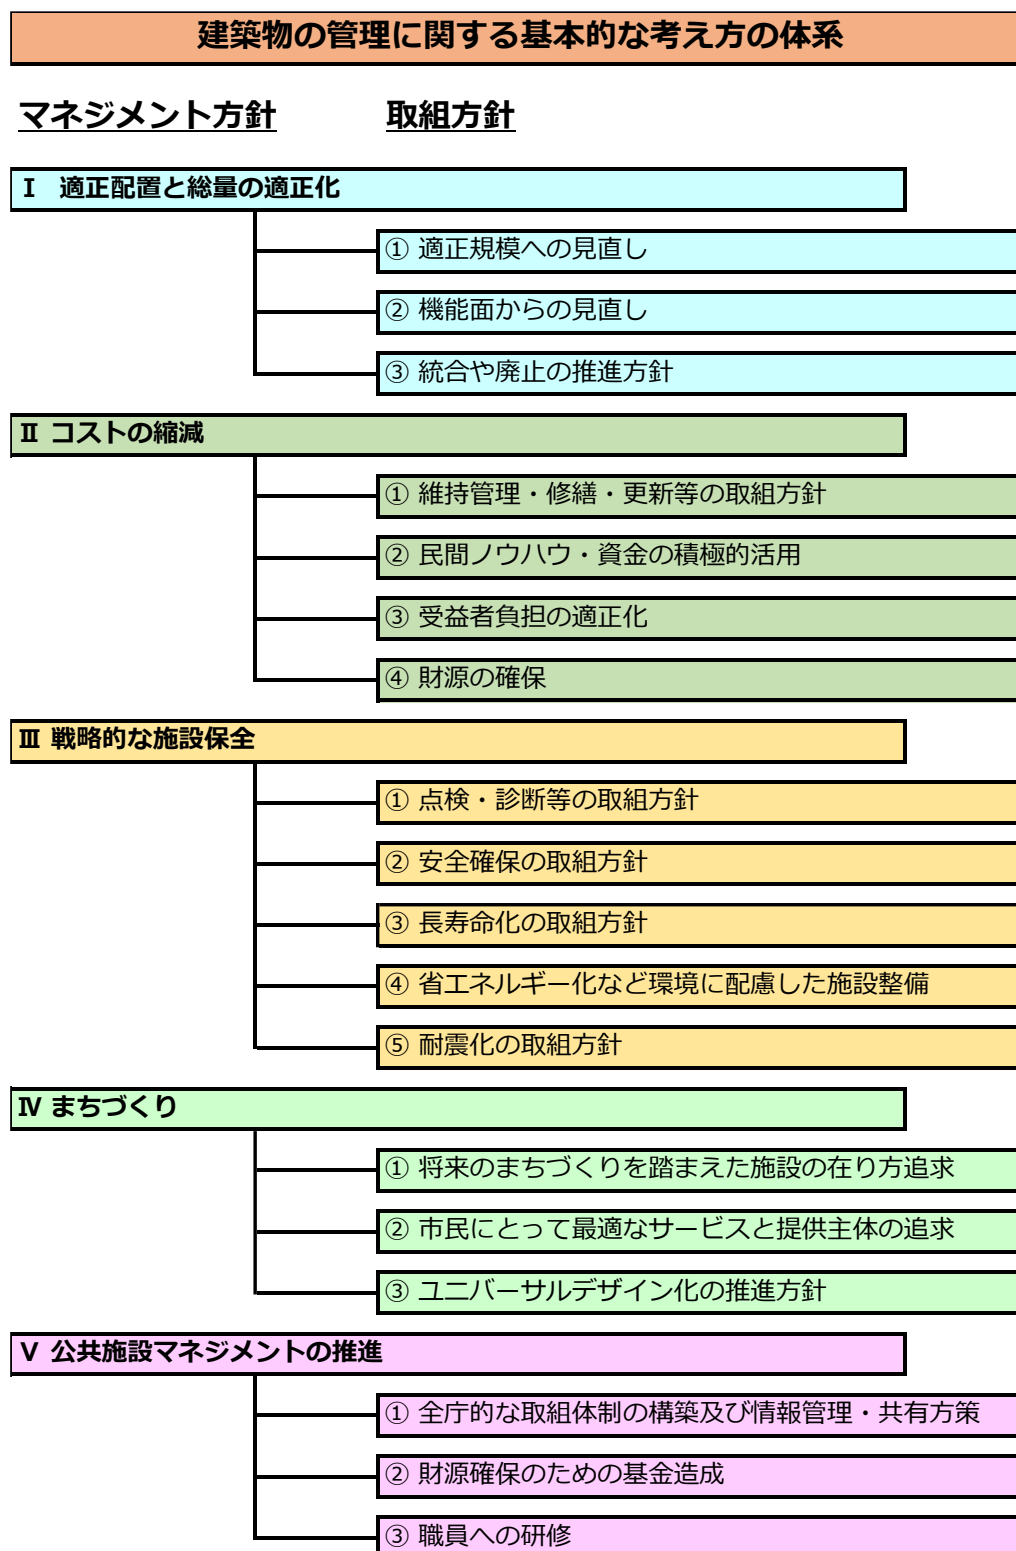 建築物の管理に関する基本的な考え方の体系
マネジメント方針 取組方針
Ⅰ 適正配置と総量の適正化
① 適正規模への見直し
② 機能面からの見直し
③ 統合や廃止の推進方針
Ⅱ コストの縮減
① 維持管理・修繕・更新等の取組方針
② 民間ノウハウ・資金の積極的活用
③ 受益者負担の適正化
④ 財源の確保
Ⅲ 戦略的な施設保全
① 点検・診断等の取組方針
② 安全確保の取組方針
③ 長寿命化の取組方針
④ 省エネルギー化など環境に配慮した施設整備
⑤ 耐震化の取組方針
Ⅳ まちづくり
① 将来のまちづくりを踏まえた施設の在り方追求
② 市民にとって最適なサービスと提供主体の追求
③ ユニバーサルデザイン化の推進方針
Ⅴ 公共施設マネジメントの推進
① 全庁的な取組体制の構築及び情報管理・共有方策
② 財源確保のための基金造成
③ 職員への研修